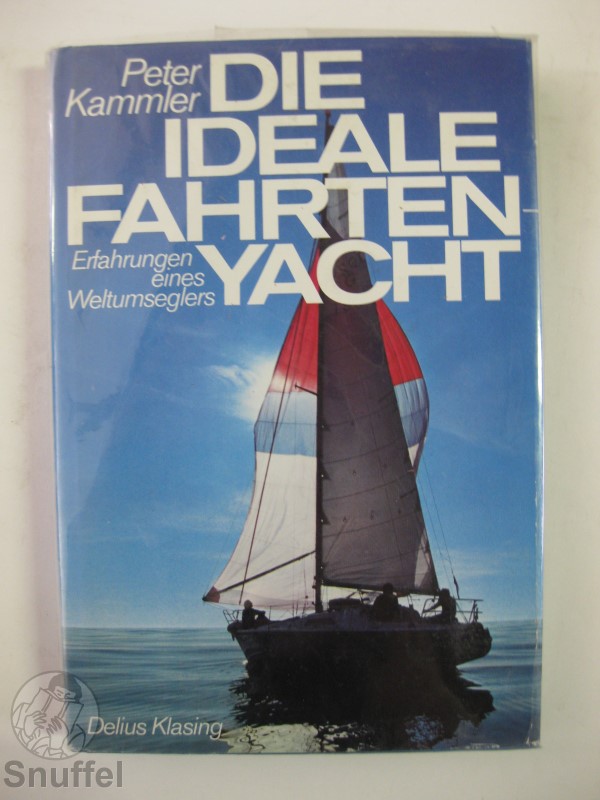 Peter
Kammler
DIE
IDEALE
FAHRTEN-
YACHT
Erfahrungen
eines
Weltumseglers
Delius Klasing
Snuffel